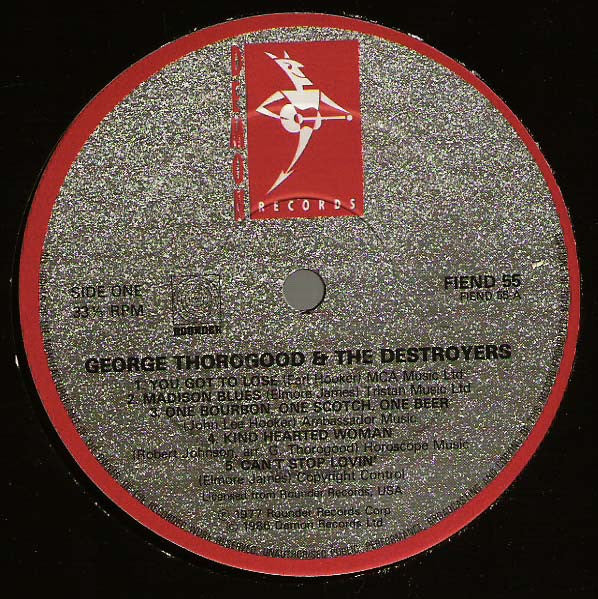 DEMON
RECORDS
SIDE ONE
33⅓ RPM
ROUNDER
FIEND 55
FIEND 55 A
GEORGE THOROGOOD & THE DESTROYERS
1. YOU GOT TO LOSE (Earl Hooker) MCA Music Ltd.
2. MADISON BLUES (Elmore James) Tristan Music Ltd
3. ONE BOURBON, ONE SCOTCH, ONE BEER
(John Lee Hooker) Ambassador Music
4. KIND HEARTED WOMAN
(Robert Johnson, arr. G. Thorogood) Horoscope Music
5. CAN'T STOP LOVIN'
(Elmore James) Copyright Control
Licensed from Rounder Records, USA
℗ 1977 Rounder Records Corp
© 1986 Demon Records Ltd